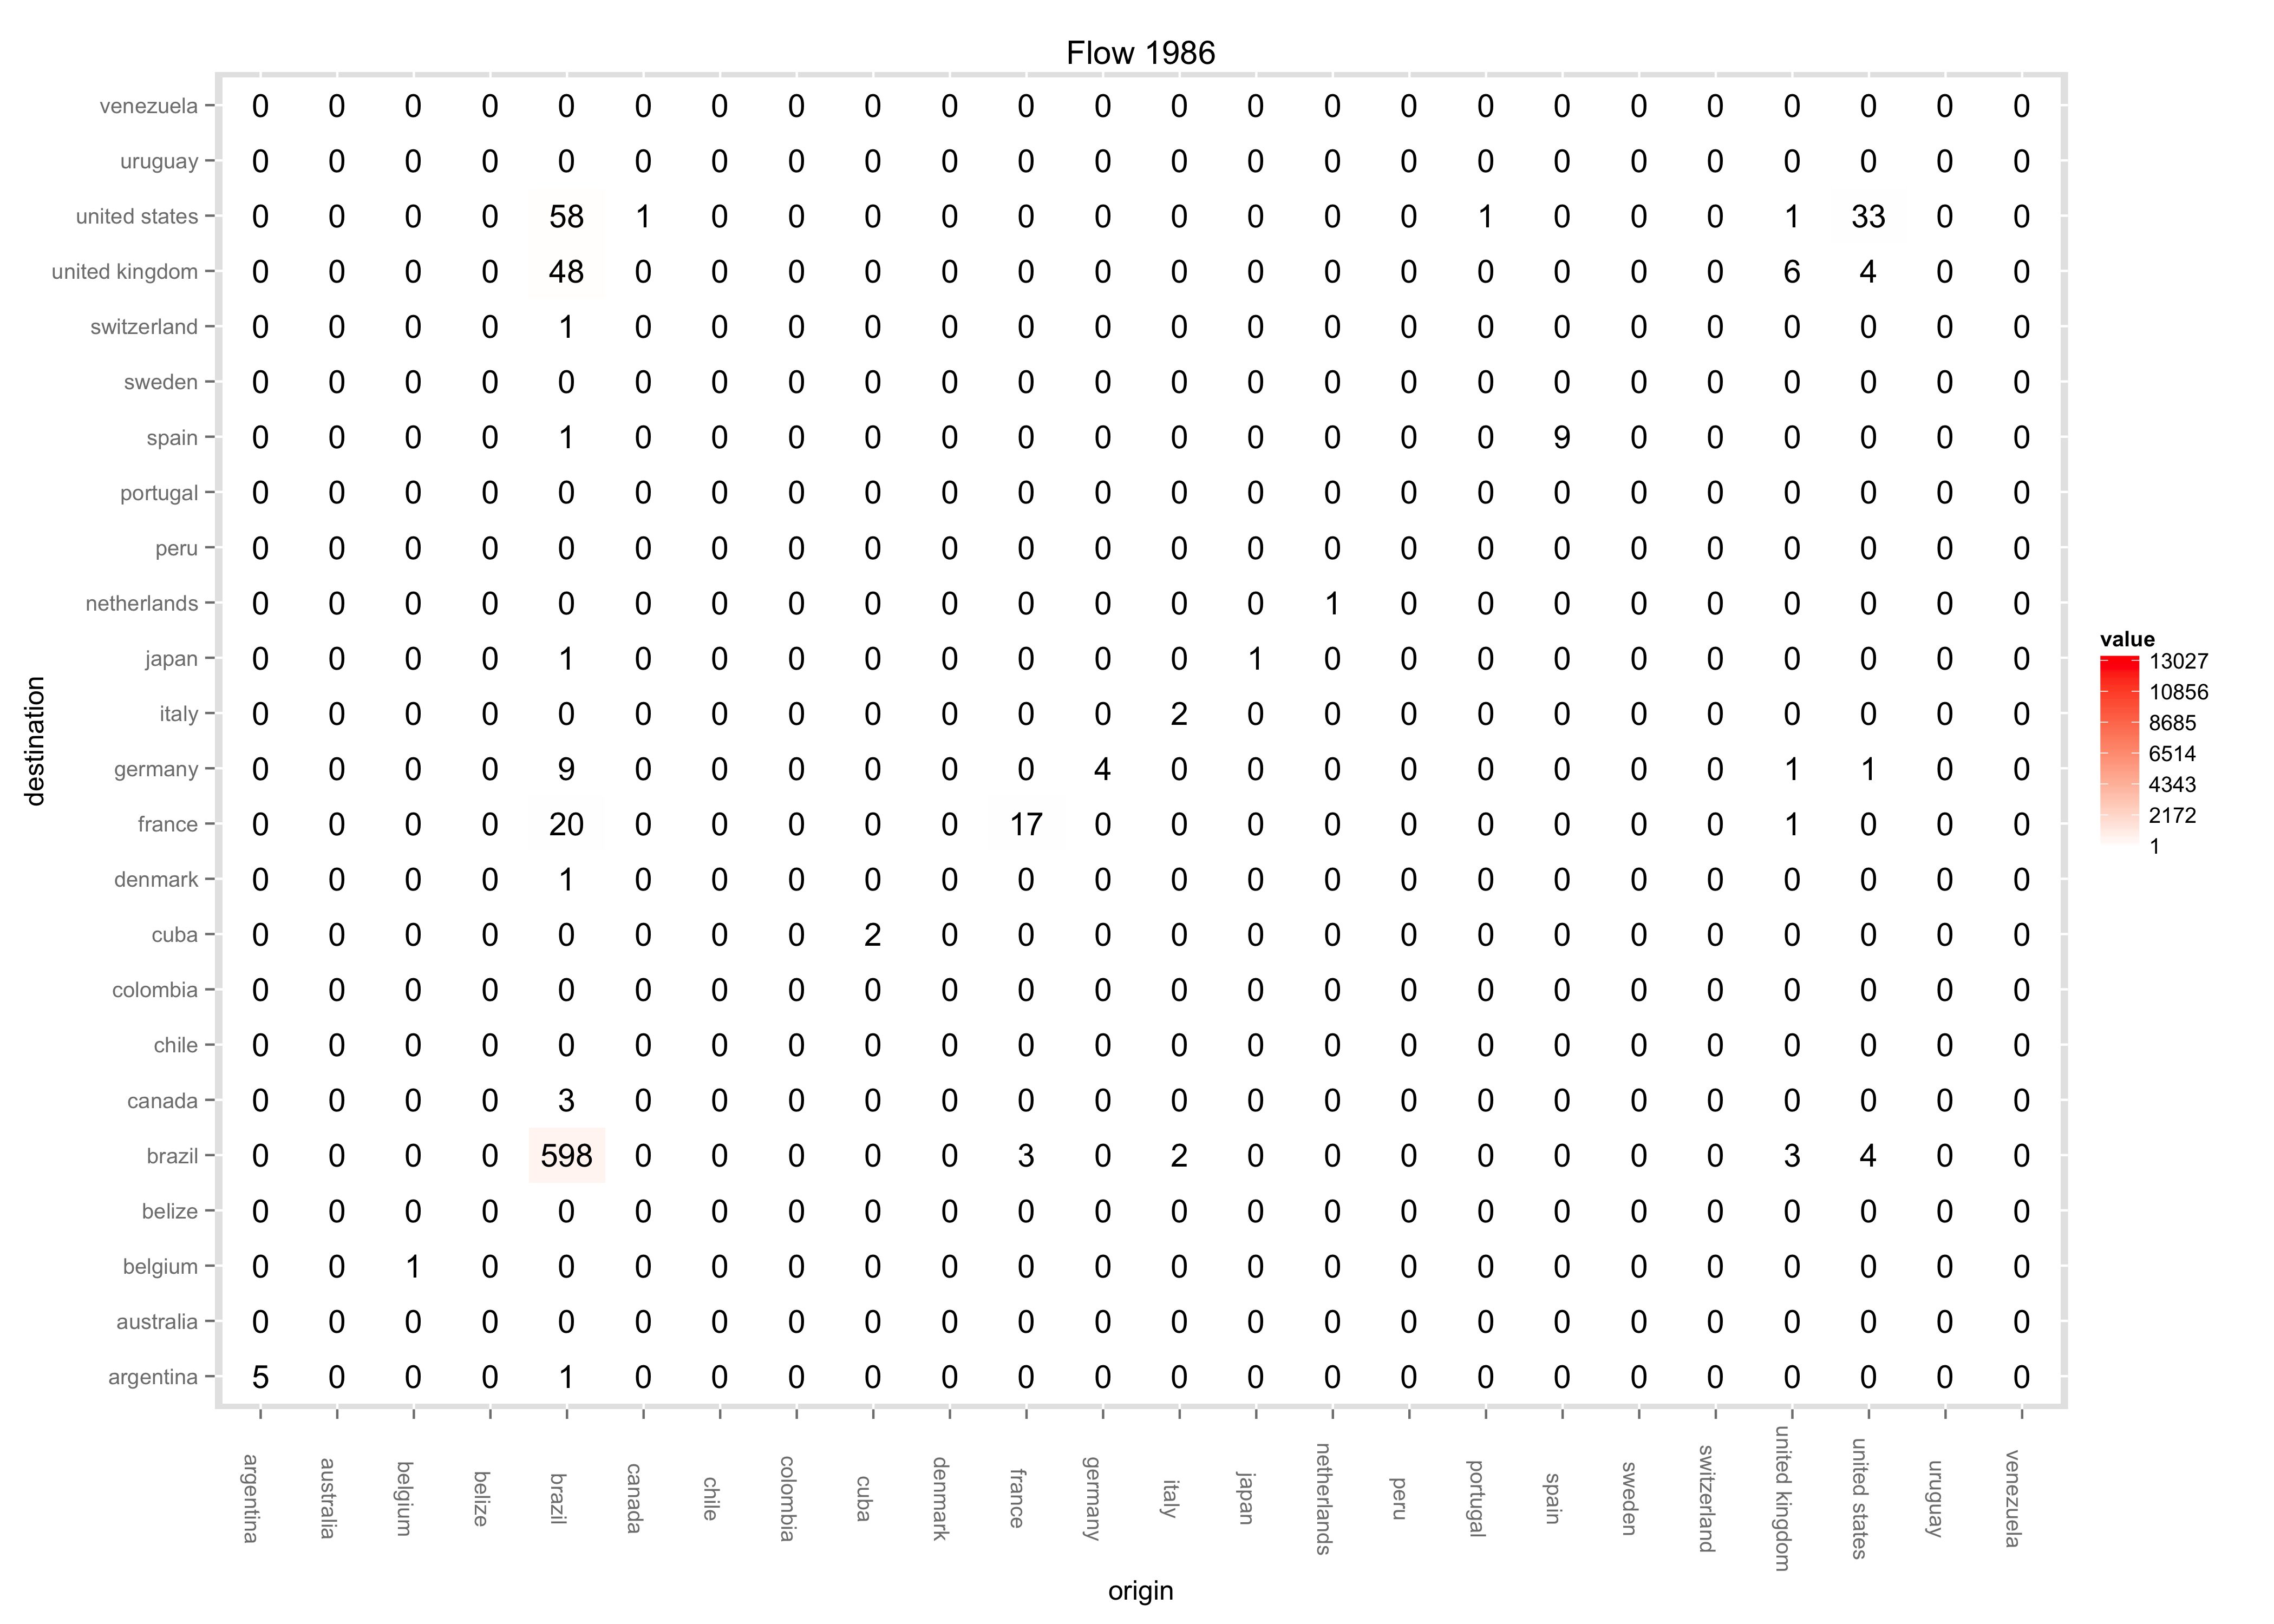 Flow 1986
venezuela 0 0 0 0 0 0 0 0 0 0 0 0 0 0 0 0 0 0 0 0 0 0 0 0
uruguay 0 0 0 0 0 0 0 0 0 0 0 0 0 0 0 0 0 0 0 0 0 0 0 0
united states 0 0 0 0 58 1 0 0 0 0 0 0 0 0 0 0 1 0 0 0 1 33 0 0
united kingdom 0 0 0 0 48 0 0 0 0 0 0 0 0 0 0 0 0 0 0 0 6 4 0 0
switzerland 0 0 0 0 1 0 0 0 0 0 0 0 0 0 0 0 0 0 0 0 0 0 0 0
sweden 0 0 0 0 0 0 0 0 0 0 0 0 0 0 0 0 0 0 0 0 0 0 0 0
spain 0 0 0 0 1 0 0 0 0 0 0 0 0 0 0 0 0 9 0 0 0 0 0 0
portugal 0 0 0 0 0 0 0 0 0 0 0 0 0 0 0 0 0 0 0 0 0 0 0 0
peru 0 0 0 0 0 0 0 0 0 0 0 0 0 0 0 0 0 0 0 0 0 0 0 0
netherlands 0 0 0 0 0 0 0 0 0 0 0 0 0 0 1 0 0 0 0 0 0 0 0 0
japan 0 0 0 0 1 0 0 0 0 0 0 0 0 1 0 0 0 0 0 0 0 0 0 0
italy 0 0 0 0 0 0 0 0 0 0 0 0 2 0 0 0 0 0 0 0 0 0 0 0
germany 0 0 0 0 9 0 0 0 0 0 0 4 0 0 0 0 0 0 0 0 1 1 0 0
france 0 0 0 0 20 0 0 0 0 0 17 0 0 0 0 0 0 0 0 0 1 0 0 0
denmark 0 0 0 0 1 0 0 0 0 0 0 0 0 0 0 0 0 0 0 0 0 0 0 0
cuba 0 0 0 0 0 0 0 0 2 0 0 0 0 0 0 0 0 0 0 0 0 0 0 0
colombia 0 0 0 0 0 0 0 0 0 0 0 0 0 0 0 0 0 0 0 0 0 0 0 0
chile 0 0 0 0 0 0 0 0 0 0 0 0 0 0 0 0 0 0 0 0 0 0 0 0
canada 0 0 0 0 3 0 0 0 0 0 0 0 0 0 0 0 0 0 0 0 0 0 0 0
brazil 0 0 0 0 598 0 0 0 0 0 3 0 2 0 0 0 0 0 0 0 3 4 0 0
belize 0 0 0 0 0 0 0 0 0 0 0 0 0 0 0 0 0 0 0 0 0 0 0 0
belgium 0 0 1 0 0 0 0 0 0 0 0 0 0 0 0 0 0 0 0 0 0 0 0 0
australia 0 0 0 0 0 0 0 0 0 0 0 0 0 0 0 0 0 0 0 0 0 0 0 0
argentina 5 0 0 0 1 0 0 0 0 0 0 0 0 0 0 0 0 0 0 0 0 0 0 0
destination
argentina
australia
belgium
belize
brazil
canada
chile
colombia
cuba
denmark
france
germany
italy
japan
netherlands
peru
portugal
spain
sweden
switzerland
united kingdom
united states
uruguay
venezuela
origin
value
13027
10856
8685
6514
4343
2172
1